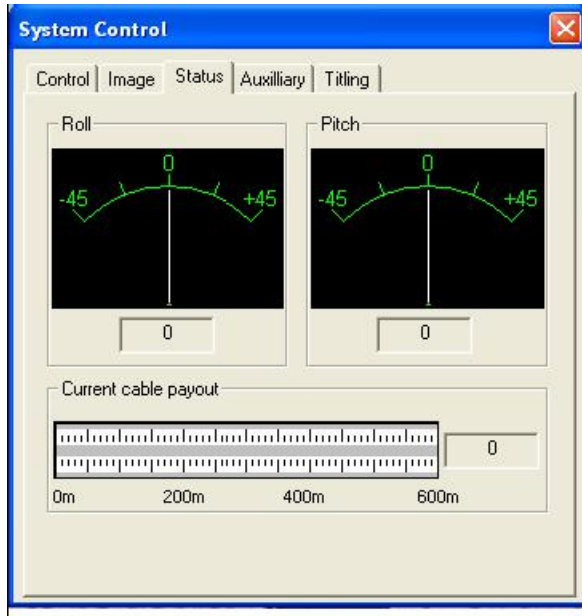 System Control
Control Image Status Auxilliary Titling
Roll Pitch
0 0
-45 +45 -45 +45
0 0
Current cable payout
0
0m 200m 400m 600m